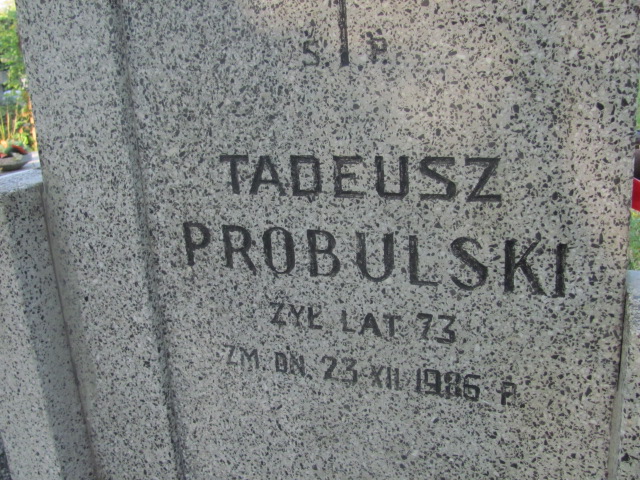 Ś. P.
TADEUSZ
PROBULSKI
ŻYŁ LAT 73
ZM. DN. 23 XII 1986 R.